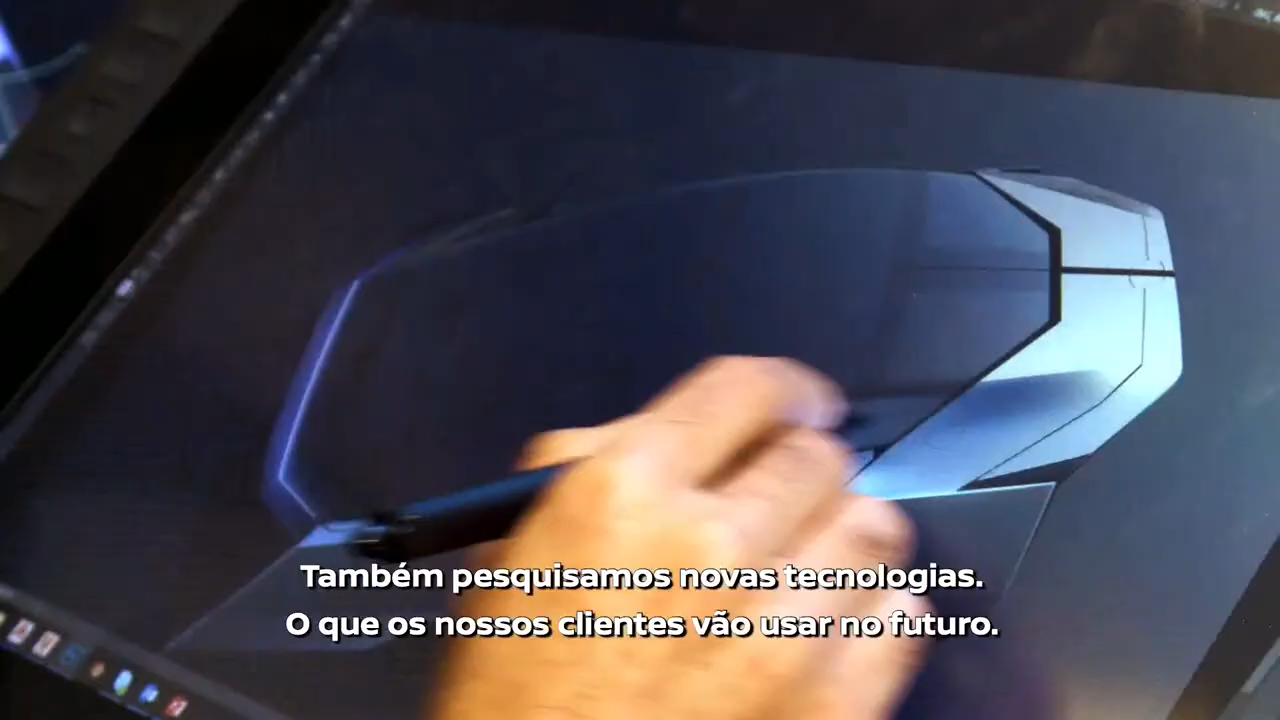 Também pesquisamos novas tecnologias.
O que os nossos clientes vão usar no futuro.